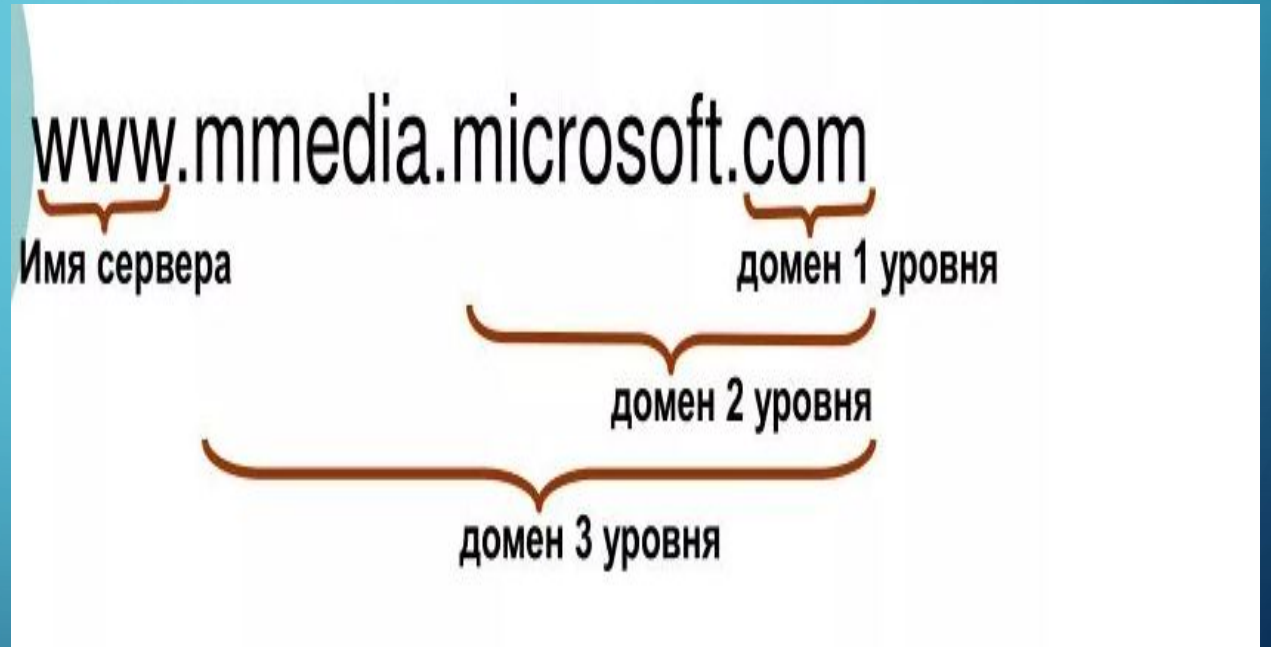 www.mmedia.microsoft.com
Имя сервера
домен 1 уровня
домен 2 уровня
домен 3 уровня